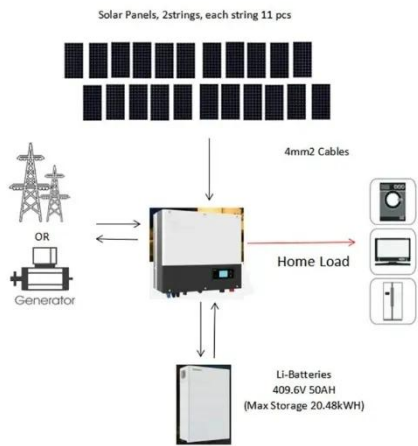 Solar Panels, 2strings, each string 11 pcs
4mm2 Cables
OR
Generator
Home Load
Li-Batteries
409.6V 50AH
(Max Storage 20.48kWH)